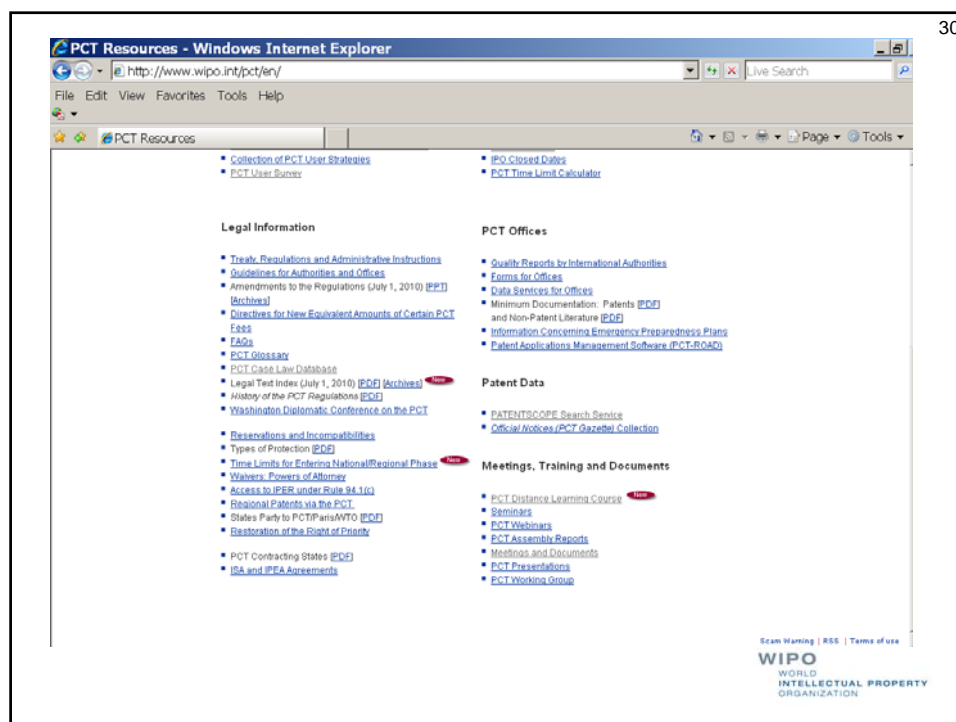 30
PCT Resources - Windows Internet Explorer
http://www.wipo.int/pct/en/
Live Search
File Edit View Favorites Tools Help
PCT Resources
Page Tools
Collection of PCT User Strategies
PCT User Survey
IPO Closed Dates
PCT Time Limit Calculator
Legal Information
Treaty, Regulations and Administrative Instructions
Guidelines for Authorities and Offices
Amendments to the Regulations (July 1, 2010) [PPT]
[Archives]
Directives for New Equivalent Amounts of Certain PCT
Fees
FAQs
PCT Glossary
PCT Case Law Database
Legal Text Index (July 1, 2010) [PDF] [Archives] New
History of the PCT Regulations [PDF]
Washington Diplomatic Conference on the PCT
Reservations and Incompatibilities
Types of Protection [PDF]
Time Limits for Entering National/Regional Phase New
Waivers: Powers of Attorney
Access to IPER under Rule 94.1(c)
Regional Patents via the PCT
States Party to PCT/Paris/WTO [PDF]
Restoration of the Right of Priority
PCT Contracting States [PDF]
ISA and IPEA Agreements
PCT Offices
Quality Reports by International Authorities
Forms for Offices
Data Services for Offices
Minimum Documentation: Patents [PDF]
and Non-Patent Literature [PDF]
Information Concerning Emergency Preparedness Plans
Patent Applications Management Software (PCT-ROAD)
Patent Data
PATENTSCOPE Search Service
Official Notices (PCT Gazette) Collection
Meetings, Training and Documents
PCT Distance Learning Course New
Seminars
PCT Webinars
PCT Assembly Reports
Meetings and Documents
PCT Presentations
PCT Working Group
Scam Warning | RSS | Terms of use
WIPO
WORLD
INTELLECTUAL PROPERTY
ORGANIZATION